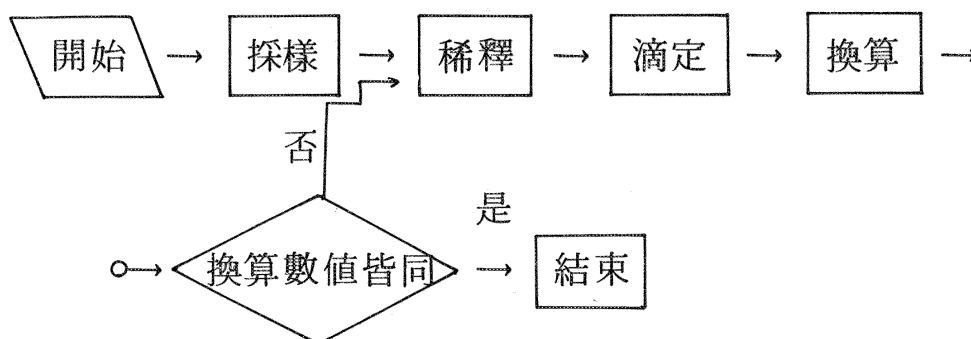 開始 → 採樣 → 稀釋 → 滴定 → 換算 →
否
是
換算數值皆同 → 結束